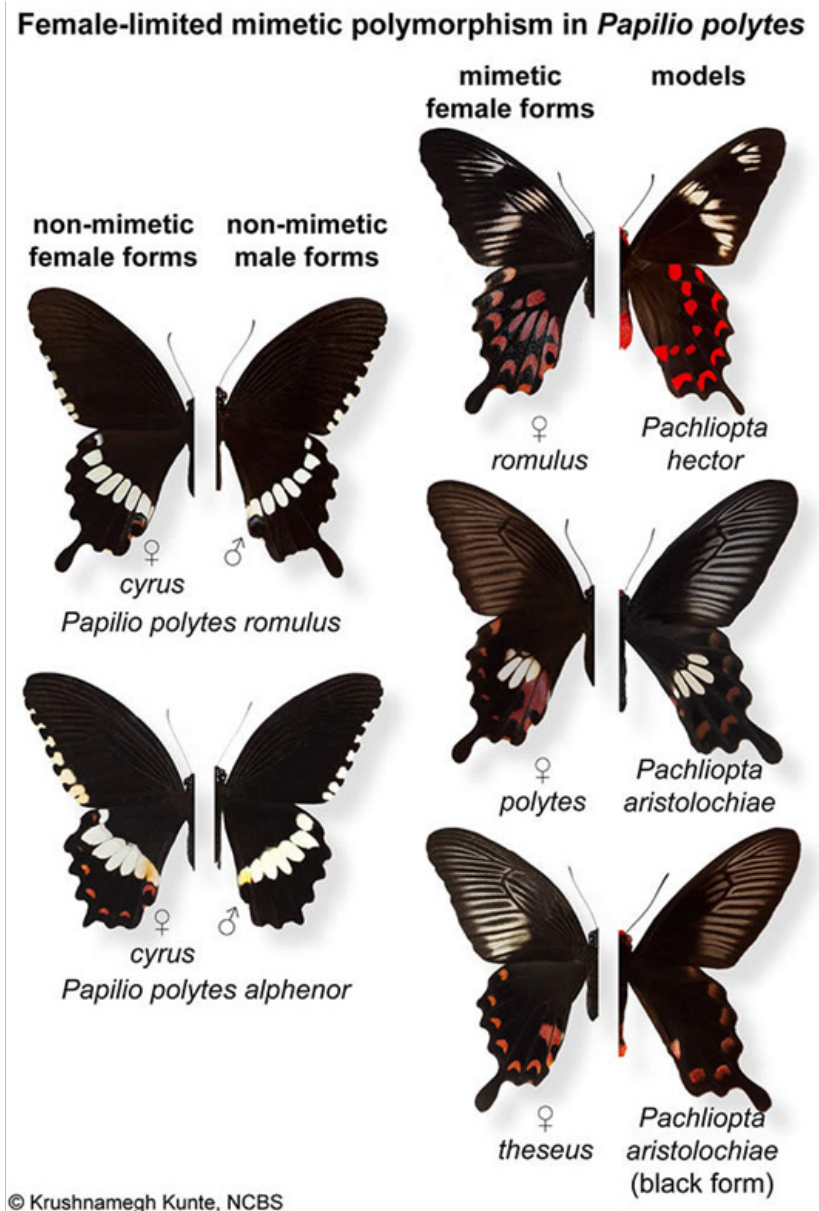 Female-limited mimetic polymorphism in Papilio polytes
mimetic
female forms
models
non-mimetic
female forms
non-mimetic
male forms
♀
romulus
Pachliopta
hector
♀
cyrus
♂
Papilio polytes romulus
♀
polytes
Pachliopta
aristolochiae
♀
cyrus
♂
Papilio polytes alphenor
♀
theseus
Pachliopta
aristolochiae
(black form)
© Krushnamegh Kunte, NCBS